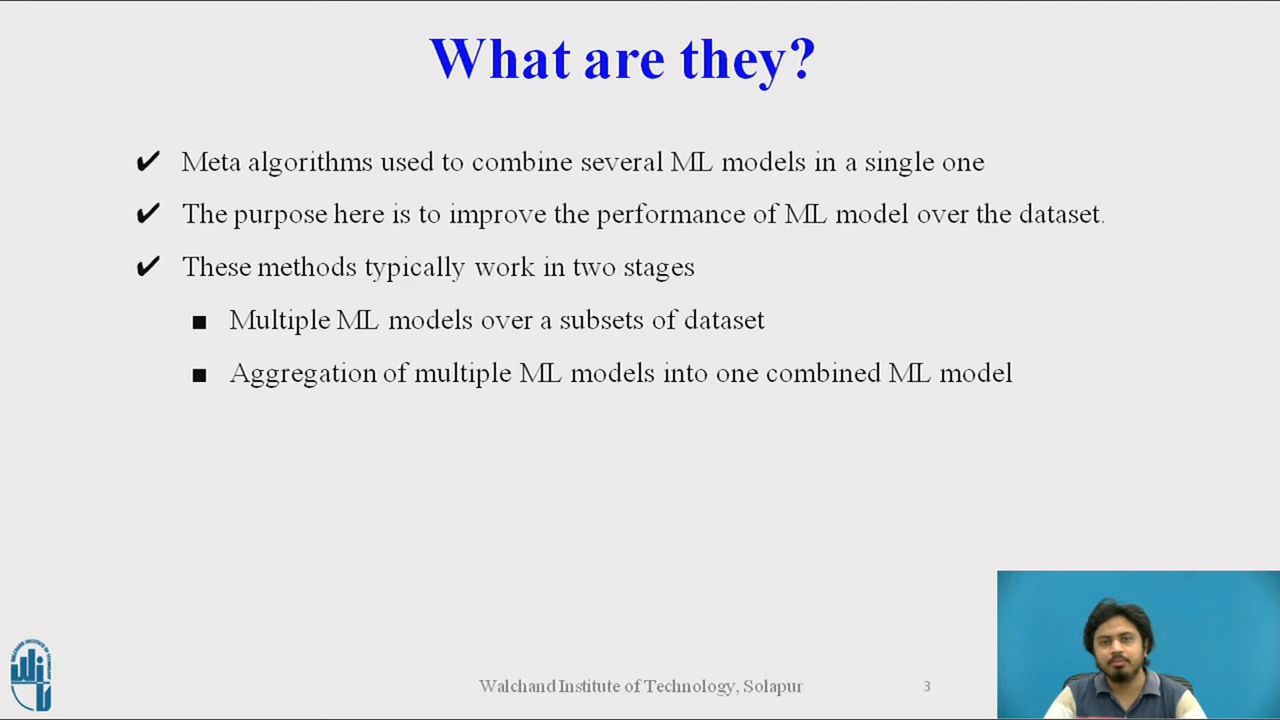 What are they?
✔ Meta algorithms used to combine several ML models in a single one
✔ The purpose here is to improve the performance of ML model over the dataset.
✔ These methods typically work in two stages
■ Multiple ML models over a subsets of dataset
■ Aggregation of multiple ML models into one combined ML model
Walchand Institute of Technology, Solapur 3